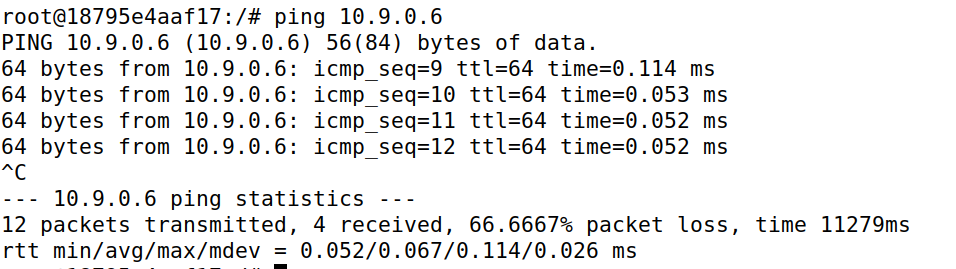 root@18795e4aaf17:/# ping 10.9.0.6
PING 10.9.0.6 (10.9.0.6) 56(84) bytes of data.
64 bytes from 10.9.0.6: icmp_seq=9 ttl=64 time=0.114 ms
64 bytes from 10.9.0.6: icmp_seq=10 ttl=64 time=0.053 ms
64 bytes from 10.9.0.6: icmp_seq=11 ttl=64 time=0.052 ms
64 bytes from 10.9.0.6: icmp_seq=12 ttl=64 time=0.052 ms
^C
--- 10.9.0.6 ping statistics ---
12 packets transmitted, 4 received, 66.6667% packet loss, time 11279ms
rtt min/avg/max/mdev = 0.052/0.067/0.114/0.026 ms